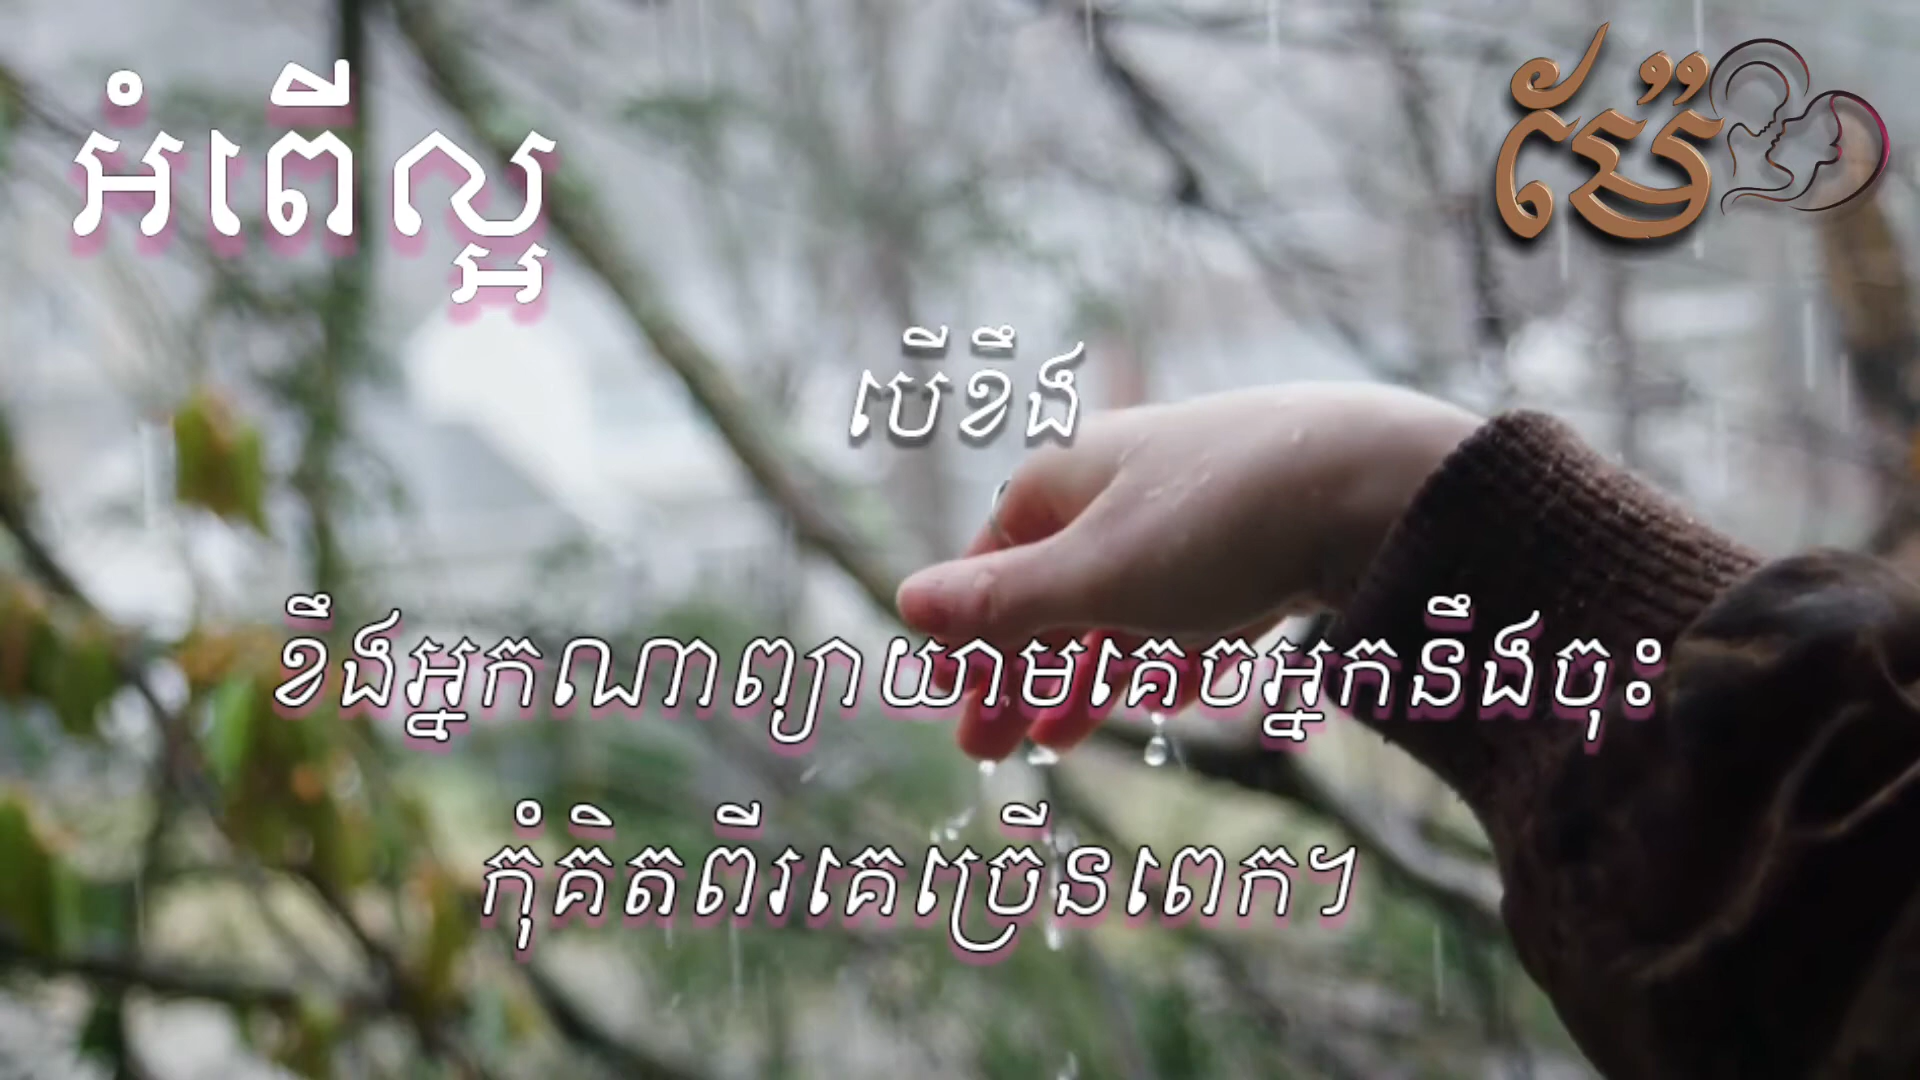 អំពើល្អ
ម៉ែ
បើខឹង
ខឹងអ្នកណាព្យាយាមគេចអ្នកនឹងចុះ
កុំគិតពីរគេច្រើនពេក។